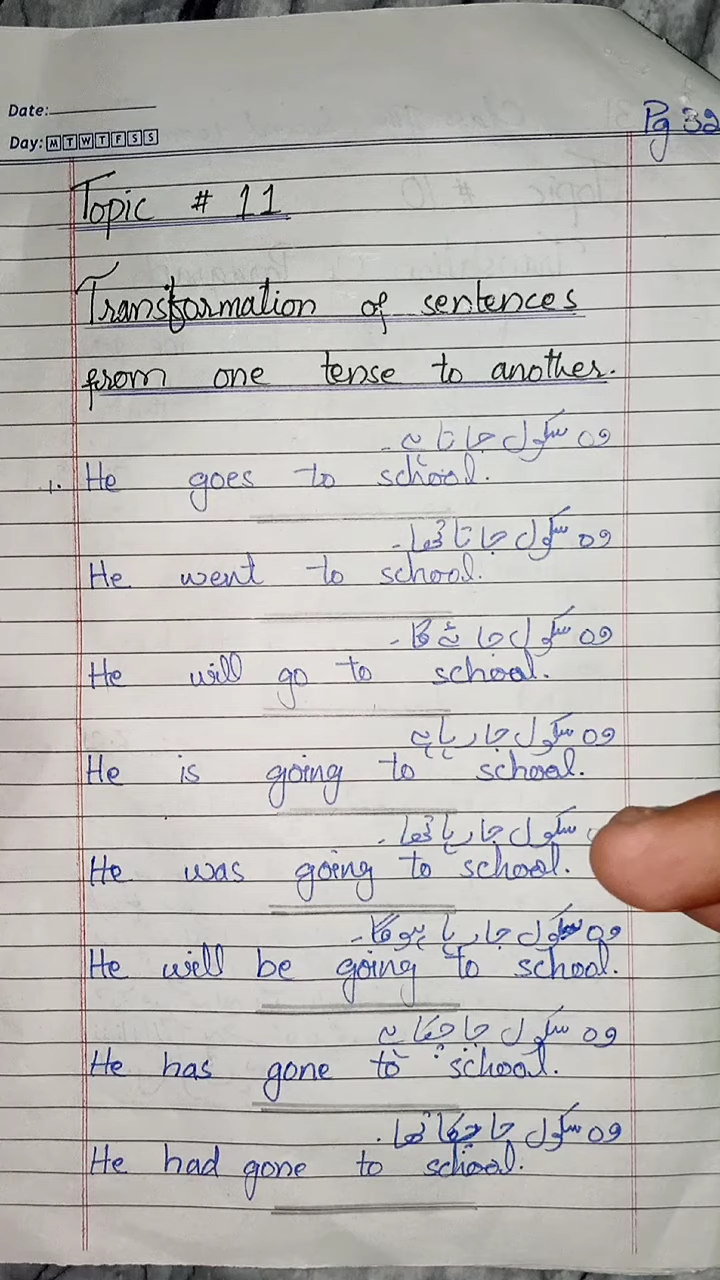 Date:
Pg 32
Day: M T W T F S S
Topic # 11
Transformation of sentences
from one tense to another.
وہ سکول جاتا ہے۔
1. He goes to school.
وہ سکول جاتا تھا۔
He went to school.
وہ سکول جائے گا۔
He will go to school.
وہ سکول جا رہا ہے
He is going to school.
سکول جا رہا تھا۔
He was going to school.
وہ سکول جا رہا ہوگا۔
He will be going to school.
وہ سکول جا چکا ہے
He has gone to school.
وہ سکول جا چکا تھا۔
He had gone to school.